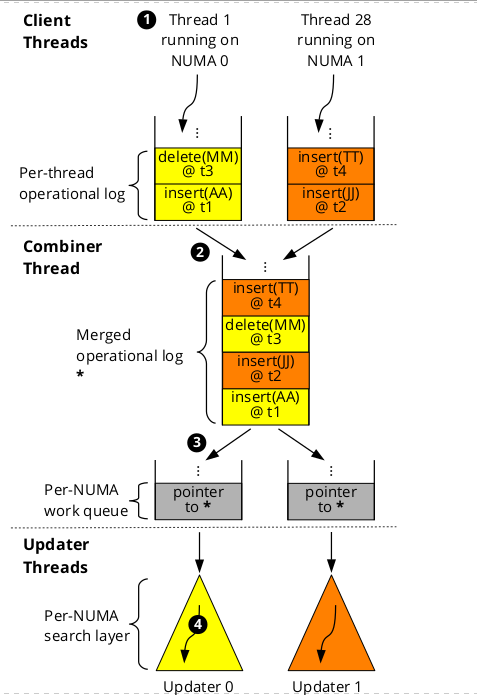 Client
Threads
1
Thread 1
running on
NUMA 0
Thread 28
running on
NUMA 1
⋮
⋮
Per-thread
operational log
delete(MM)
@ t3
insert(AA)
@ t1
insert(TT)
@ t4
insert(JJ)
@ t2
Combiner
Thread
2
⋮
Merged
operational log
*
insert(TT)
@ t4
delete(MM)
@ t3
insert(JJ)
@ t2
insert(AA)
@ t1
3
⋮
⋮
Per-NUMA
work queue
pointer
to *
pointer
to *
Updater
Threads
Per-NUMA
search layer
4
Updater 0
Updater 1